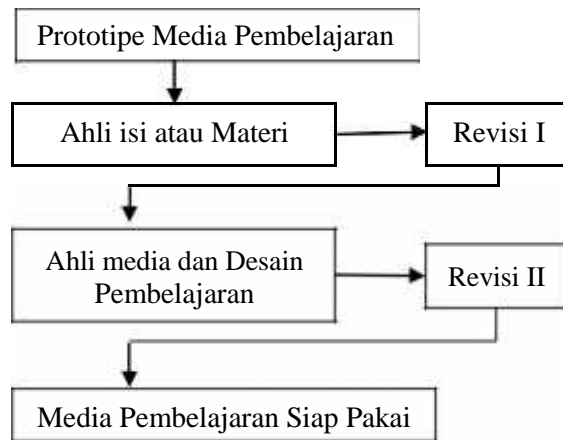 Prototipe Media Pembelajaran
Ahli isi atau Materi
Revisi I
Ahli media dan Desain
Pembelajaran
Revisi II
Media Pembelajaran Siap Pakai